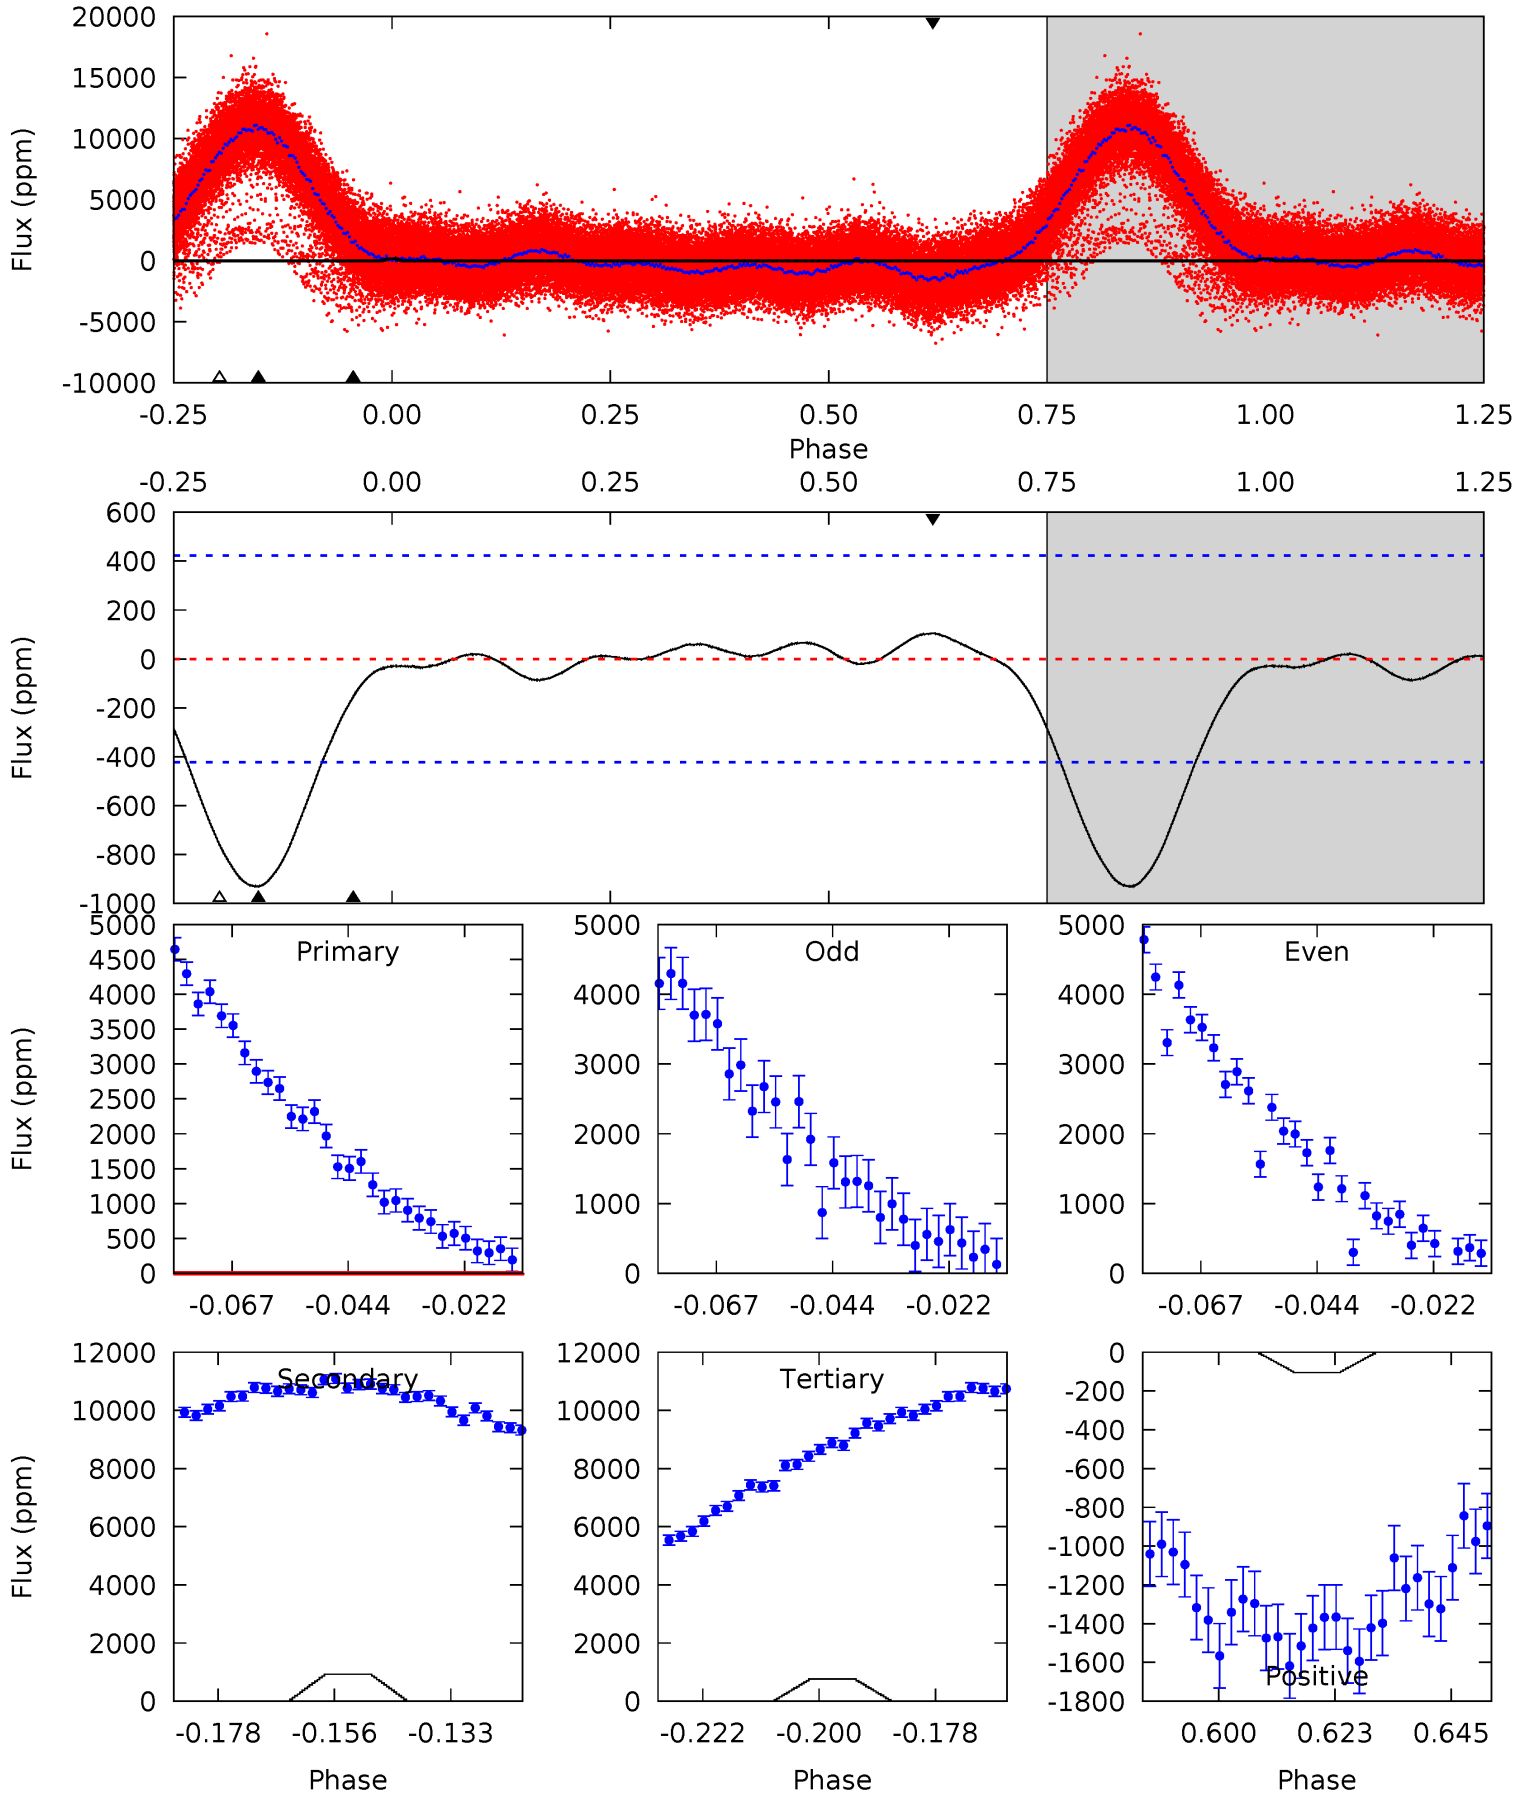 20000
15000
10000
5000
0
-5000
-10000
Flux (ppm)
-0.25 0.00 0.25 0.50 0.75 1.00 1.25
Phase
-0.25 0.00 0.25 0.50 0.75 1.00 1.25
600
400
200
0
-200
-400
-600
-800
-1000
Flux (ppm)
Primary
5000
4500
4000
3500
3000
2500
2000
1500
1000
500
0
Flux (ppm)
-0.067 -0.044 -0.022
Odd
5000
4000
3000
2000
1000
0
-0.067 -0.044 -0.022
Even
5000
4000
3000
2000
1000
0
-0.067 -0.044 -0.022
Secondary
12000
10000
8000
6000
4000
2000
0
Flux (ppm)
-0.178 -0.156 -0.133
Phase
Tertiary
12000
10000
8000
6000
4000
2000
0
-0.222 -0.200 -0.178
Phase
0
-200
-400
-600
-800
-1000
-1200
-1400
-1600
-1800
Positive
0.600 0.623 0.645
Phase